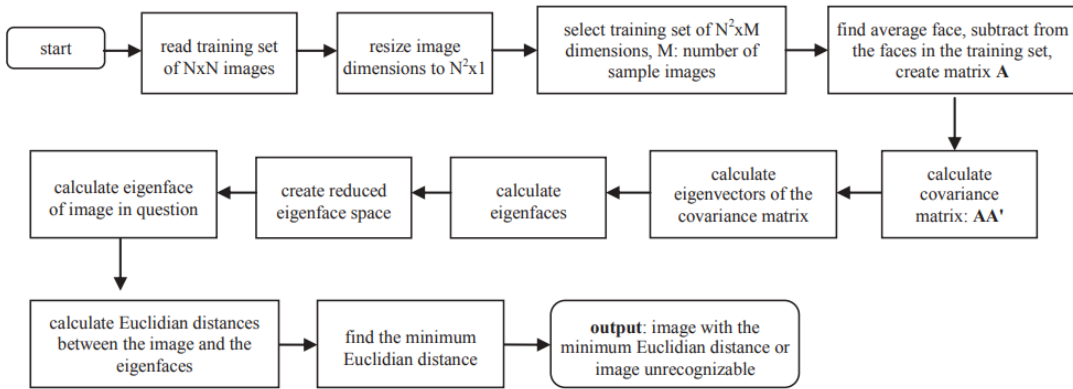 start
read training set
of NxN images
resize image
dimensions to N²x1
select training set of N²xM
dimensions, M: number of
sample images
find average face, subtract from
the faces in the training set,
create matrix A
calculate eigenface
of image in question
create reduced
eigenface space
calculate
eigenfaces
calculate
eigenvectors of the
covariance matrix
calculate
covariance
matrix: AA'
calculate Euclidian distances
between the image and the
eigenfaces
find the minimum
Euclidian distance
output: image with the
minimum Euclidian distance or
image unrecognizable